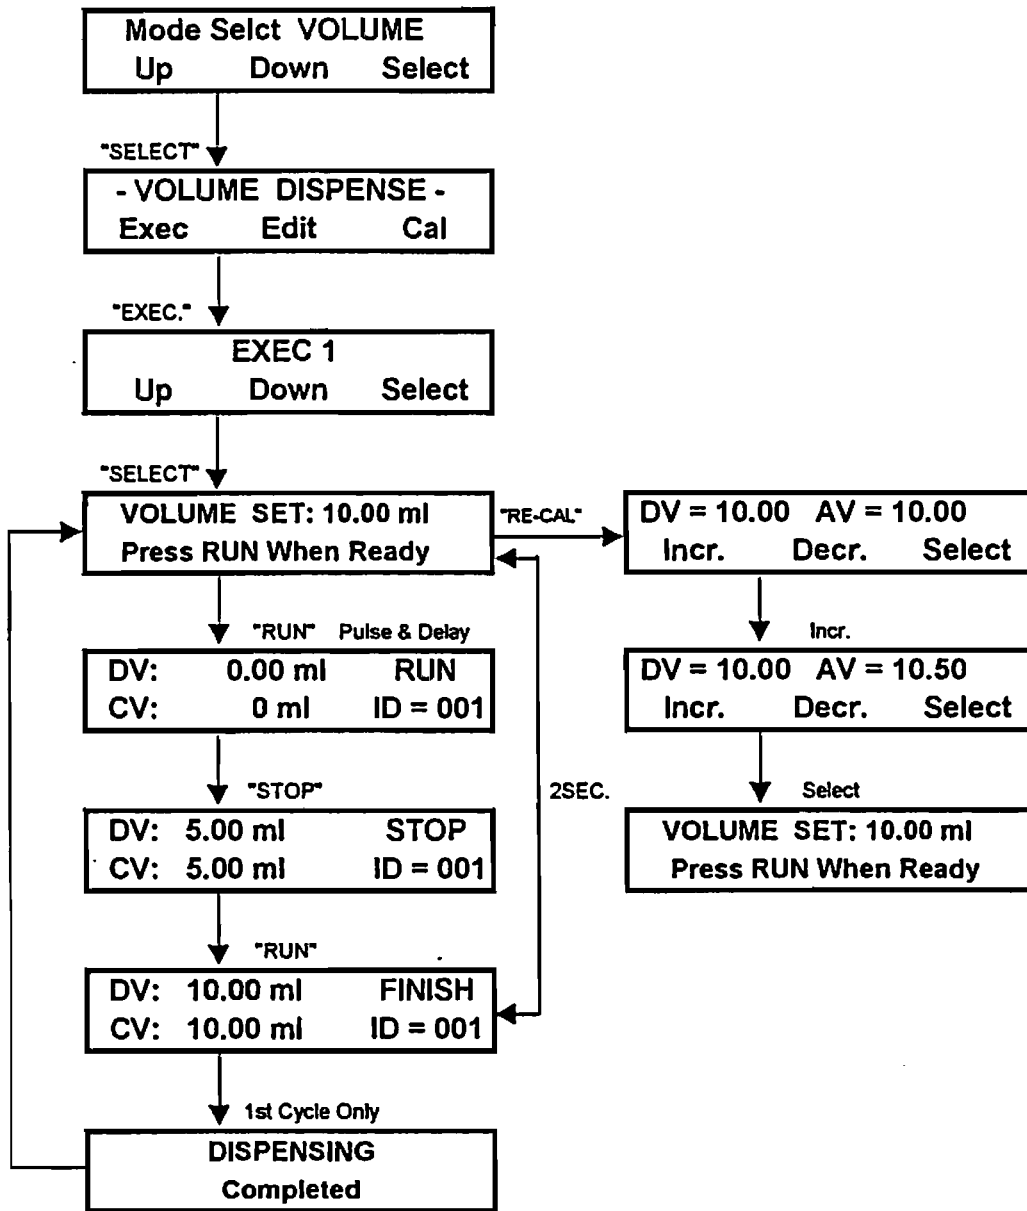 Mode Selct VOLUME
Up Down Select
"SELECT"
- VOLUME DISPENSE -
Exec Edit Cal
"EXEC."
EXEC 1
Up Down Select
"SELECT"
VOLUME SET: 10.00 ml
Press RUN When Ready
"RE-CAL"
DV = 10.00 AV = 10.00
Incr. Decr. Select
"RUN" Pulse & Delay
Incr.
DV: 0.00 ml RUN
CV: 0 ml ID = 001
DV = 10.00 AV = 10.50
Incr. Decr. Select
"STOP"
2SEC.
Select
DV: 5.00 ml STOP
CV: 5.00 ml ID = 001
VOLUME SET: 10.00 ml
Press RUN When Ready
"RUN"
DV: 10.00 ml FINISH
CV: 10.00 ml ID = 001
1st Cycle Only
DISPENSING
Completed